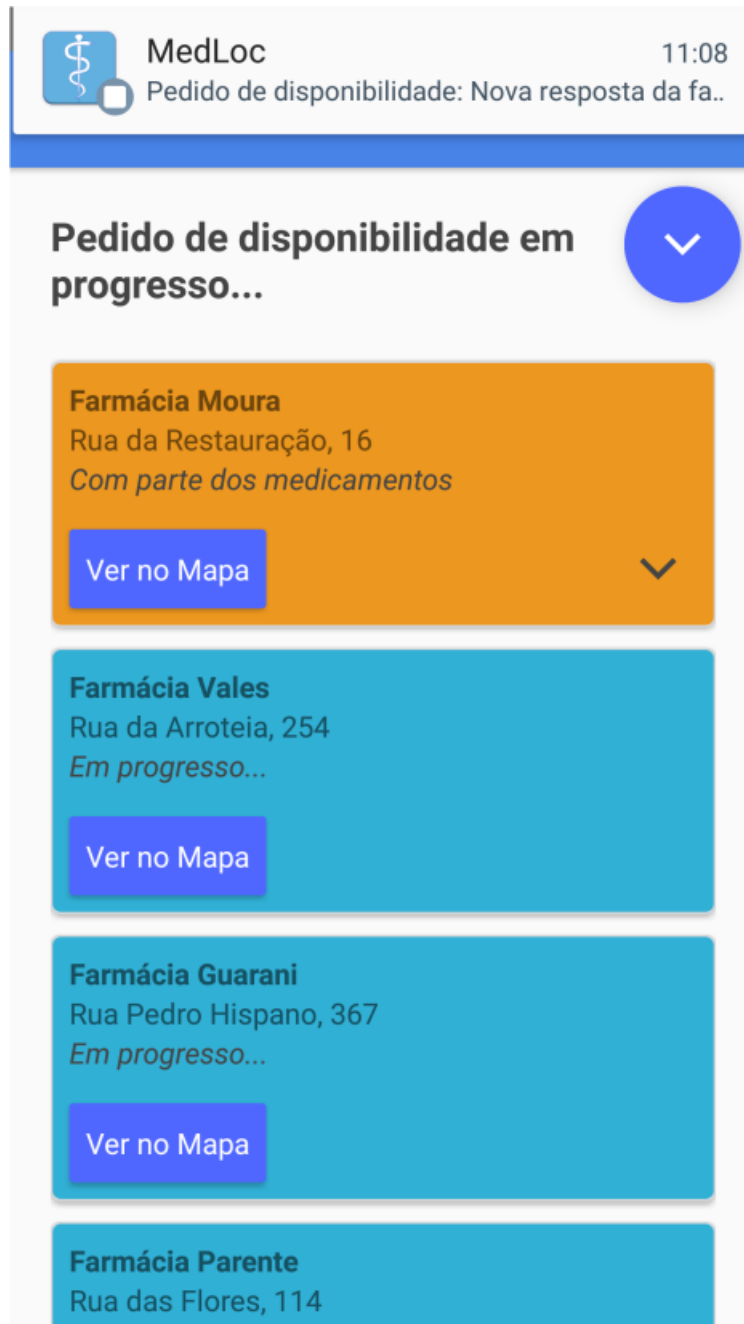 MedLoc 11:08
Pedido de disponibilidade: Nova resposta da fa..
Pedido de disponibilidade em
progresso...
Farmácia Moura
Rua da Restauração, 16
Com parte dos medicamentos
Ver no Mapa
Farmácia Vales
Rua da Arroteia, 254
Em progresso...
Ver no Mapa
Farmácia Guarani
Rua Pedro Hispano, 367
Em progresso...
Ver no Mapa
Farmácia Parente
Rua das Flores, 114